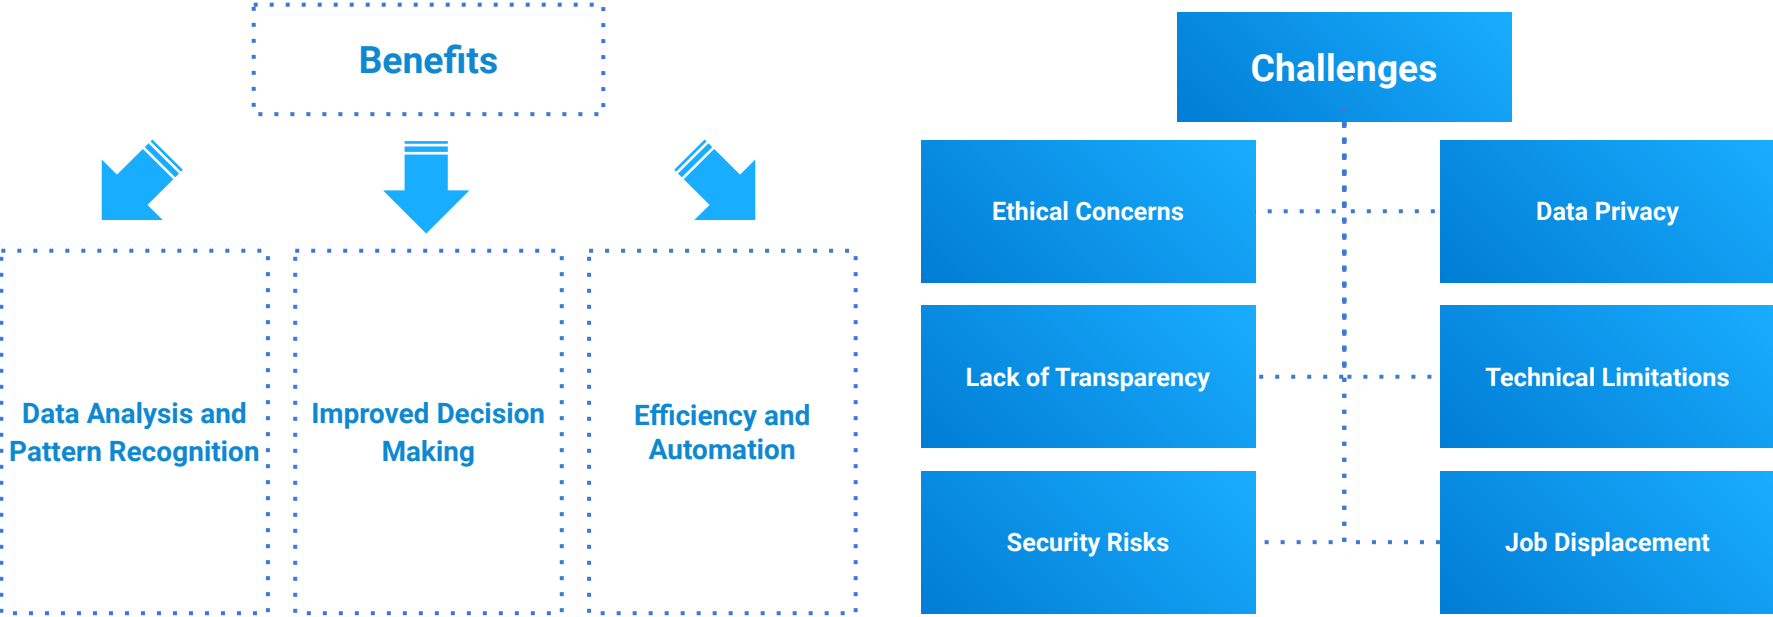 Benefits
Data Analysis and
Pattern Recognition
Improved Decision
Making
Efficiency and
Automation
Challenges
Ethical Concerns
Data Privacy
Lack of Transparency
Technical Limitations
Security Risks
Job Displacement